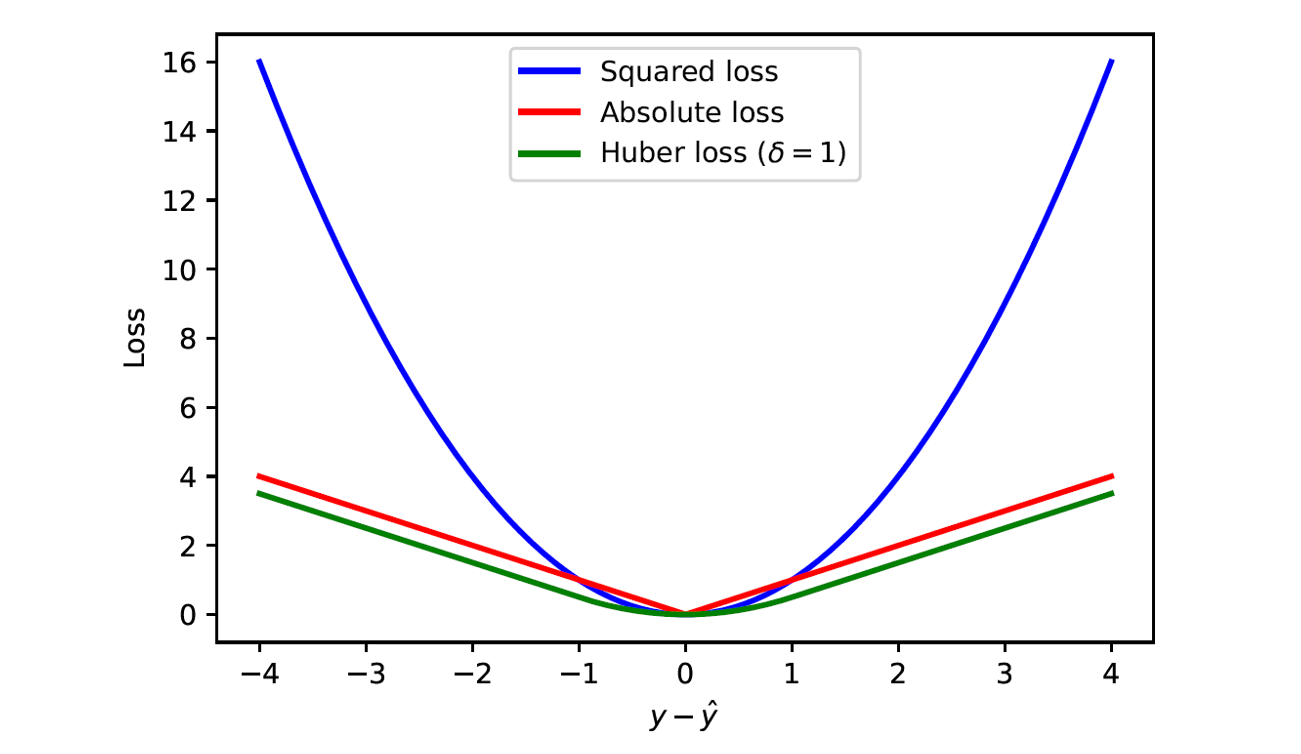 Squared loss
Absolute loss
Huber loss (δ = 1)
16
14
12
10
8
6
4
2
0
Loss
−4 −3 −2 −1 0 1 2 3 4
y − ŷ